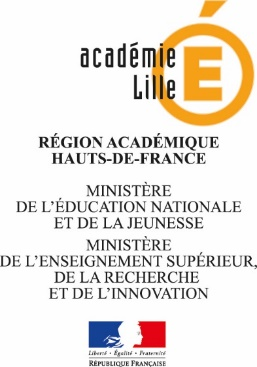 académie
Lille
É
RÉGION ACADÉMIQUE
HAUTS-DE-FRANCE
MINISTÈRE
DE L'ÉDUCATION NATIONALE
ET DE LA JEUNESSE
MINISTÈRE
DE L'ENSEIGNEMENT SUPÉRIEUR,
DE LA RECHERCHE
ET DE L'INNOVATION
Liberté • Égalité • Fraternité
RÉPUBLIQUE FRANÇAISE